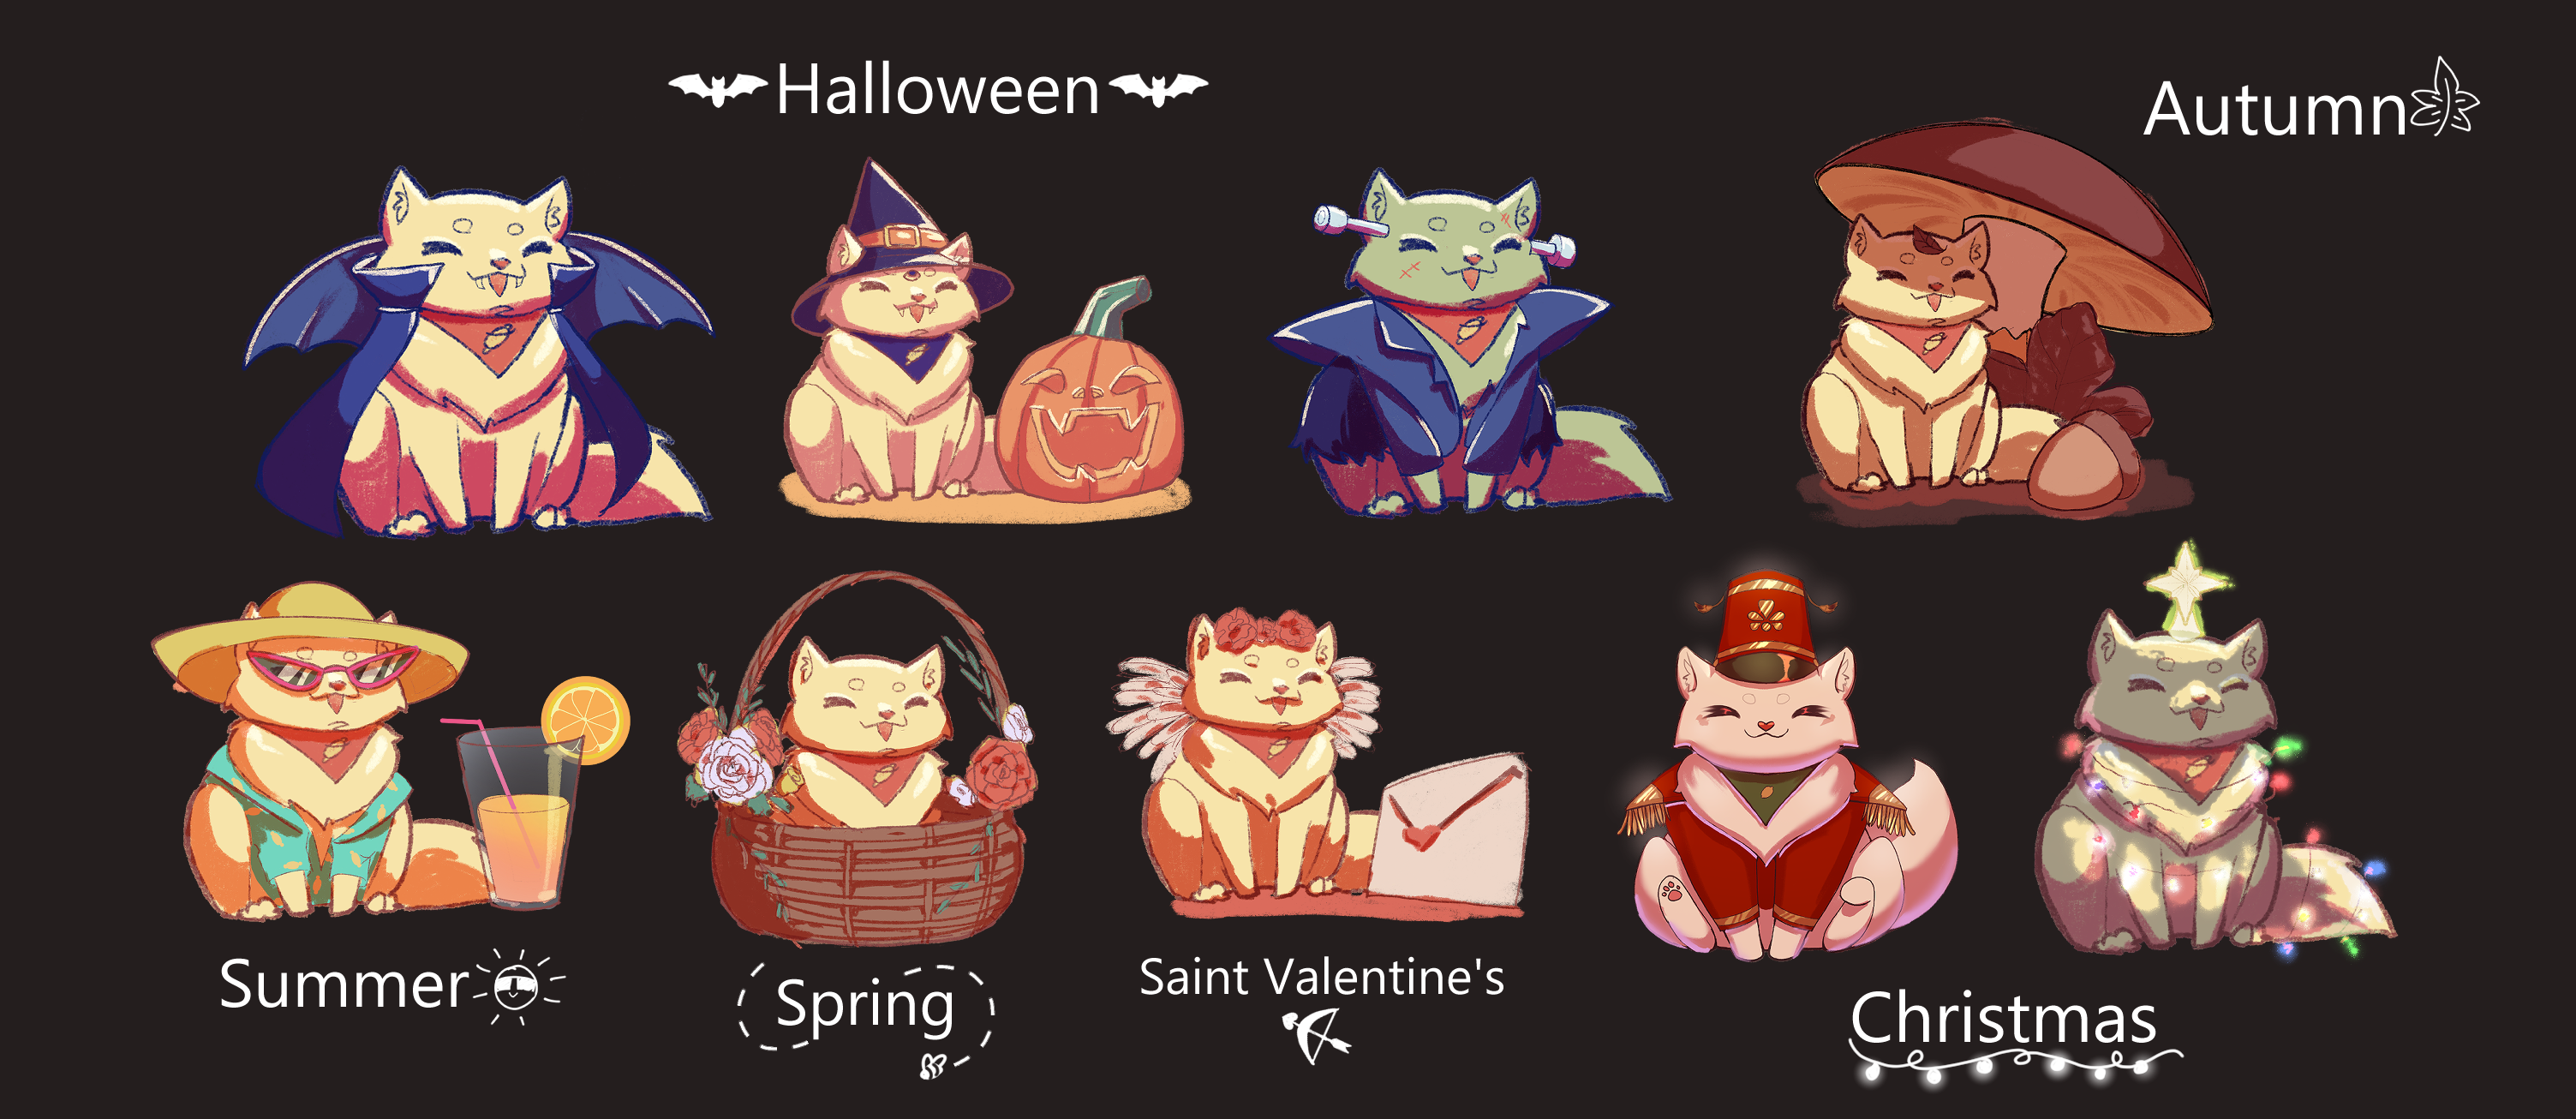 Halloween
Autumn
Summer
Spring
Saint Valentine's
Christmas